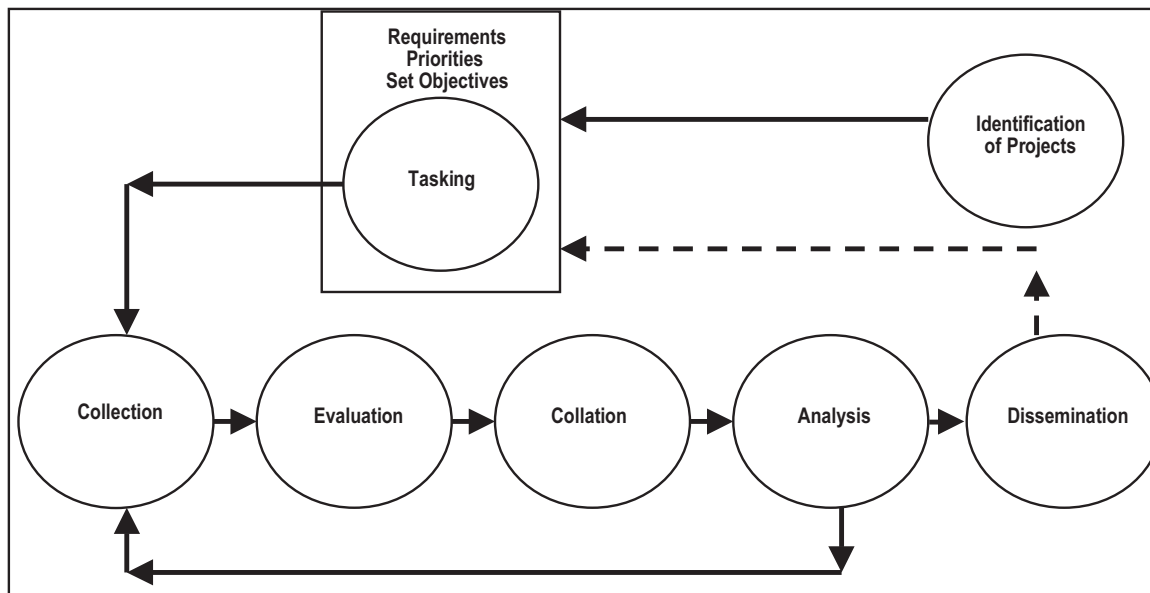 Requirements
Priorities
Set Objectives
Identification
of Projects
Tasking
Collection
Evaluation
Collation
Analysis
Dissemination